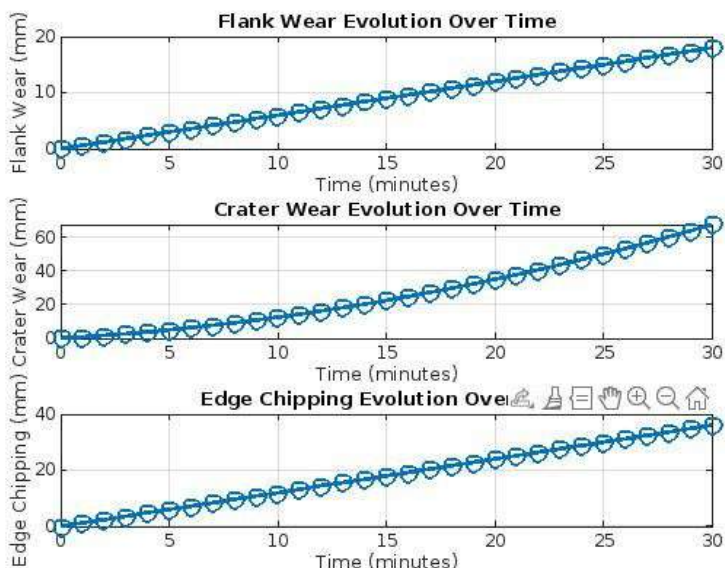 Flank Wear Evolution Over Time
Flank Wear (mm)
20
10
0
0 5 10 15 20 25 30
Time (minutes)
Crater Wear Evolution Over Time
Crater Wear (mm)
60
40
20
0
0 5 10 15 20 25 30
Time (minutes)
Edge Chipping Evolution Over
Edge Chipping (mm)
40
20
0
0 5 10 15 20 25 30
Time (minutes)